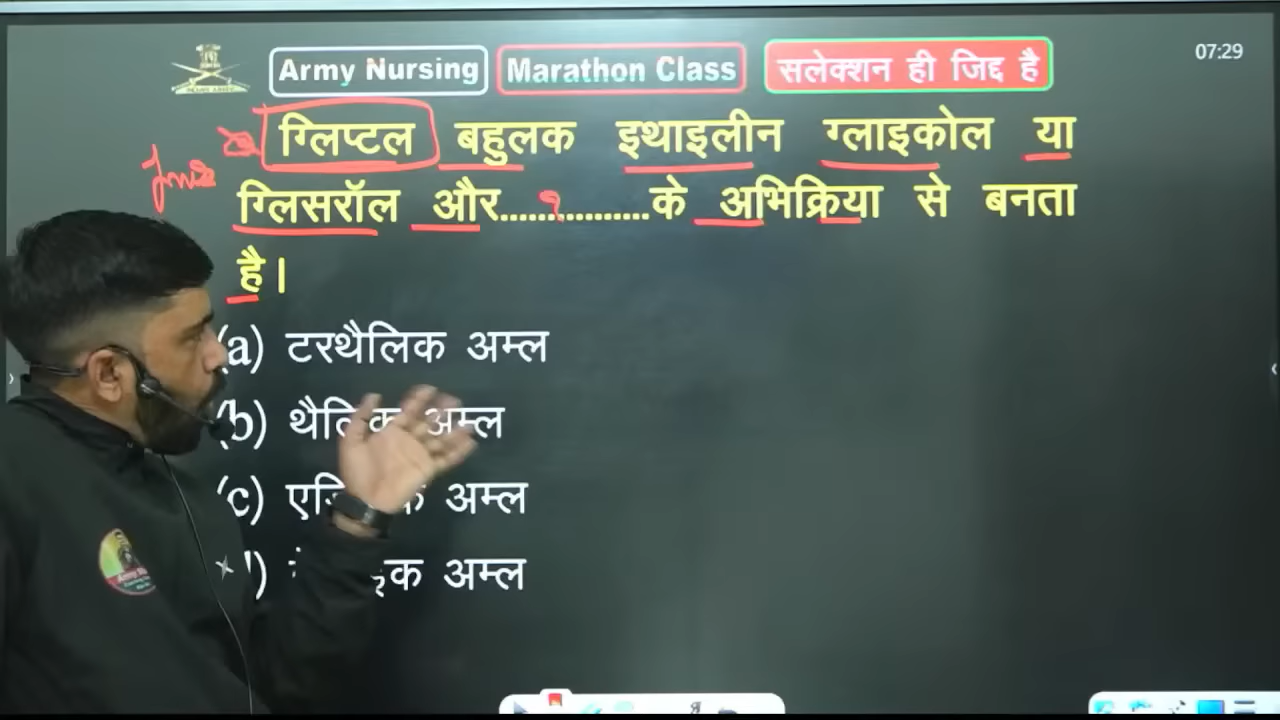 Army Nursing Marathon Class सलेक्शन ही जिद्द है 07:29
ग्लिप्टल बहुलक इथाइलीन ग्लाइकोल या
ग्लिसरॉल और...............के अभिक्रिया से बनता
है।
(a) टरथैलिक अम्ल
(b) थैलिक अम्ल
(c) अम्ल
अम्ल